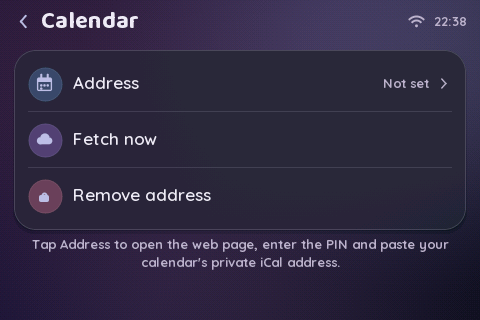 Calendar
22:38
Address
Not set
Fetch now
Remove address
Tap Address to open the web page, enter the PIN and paste your
calendar's private iCal address.